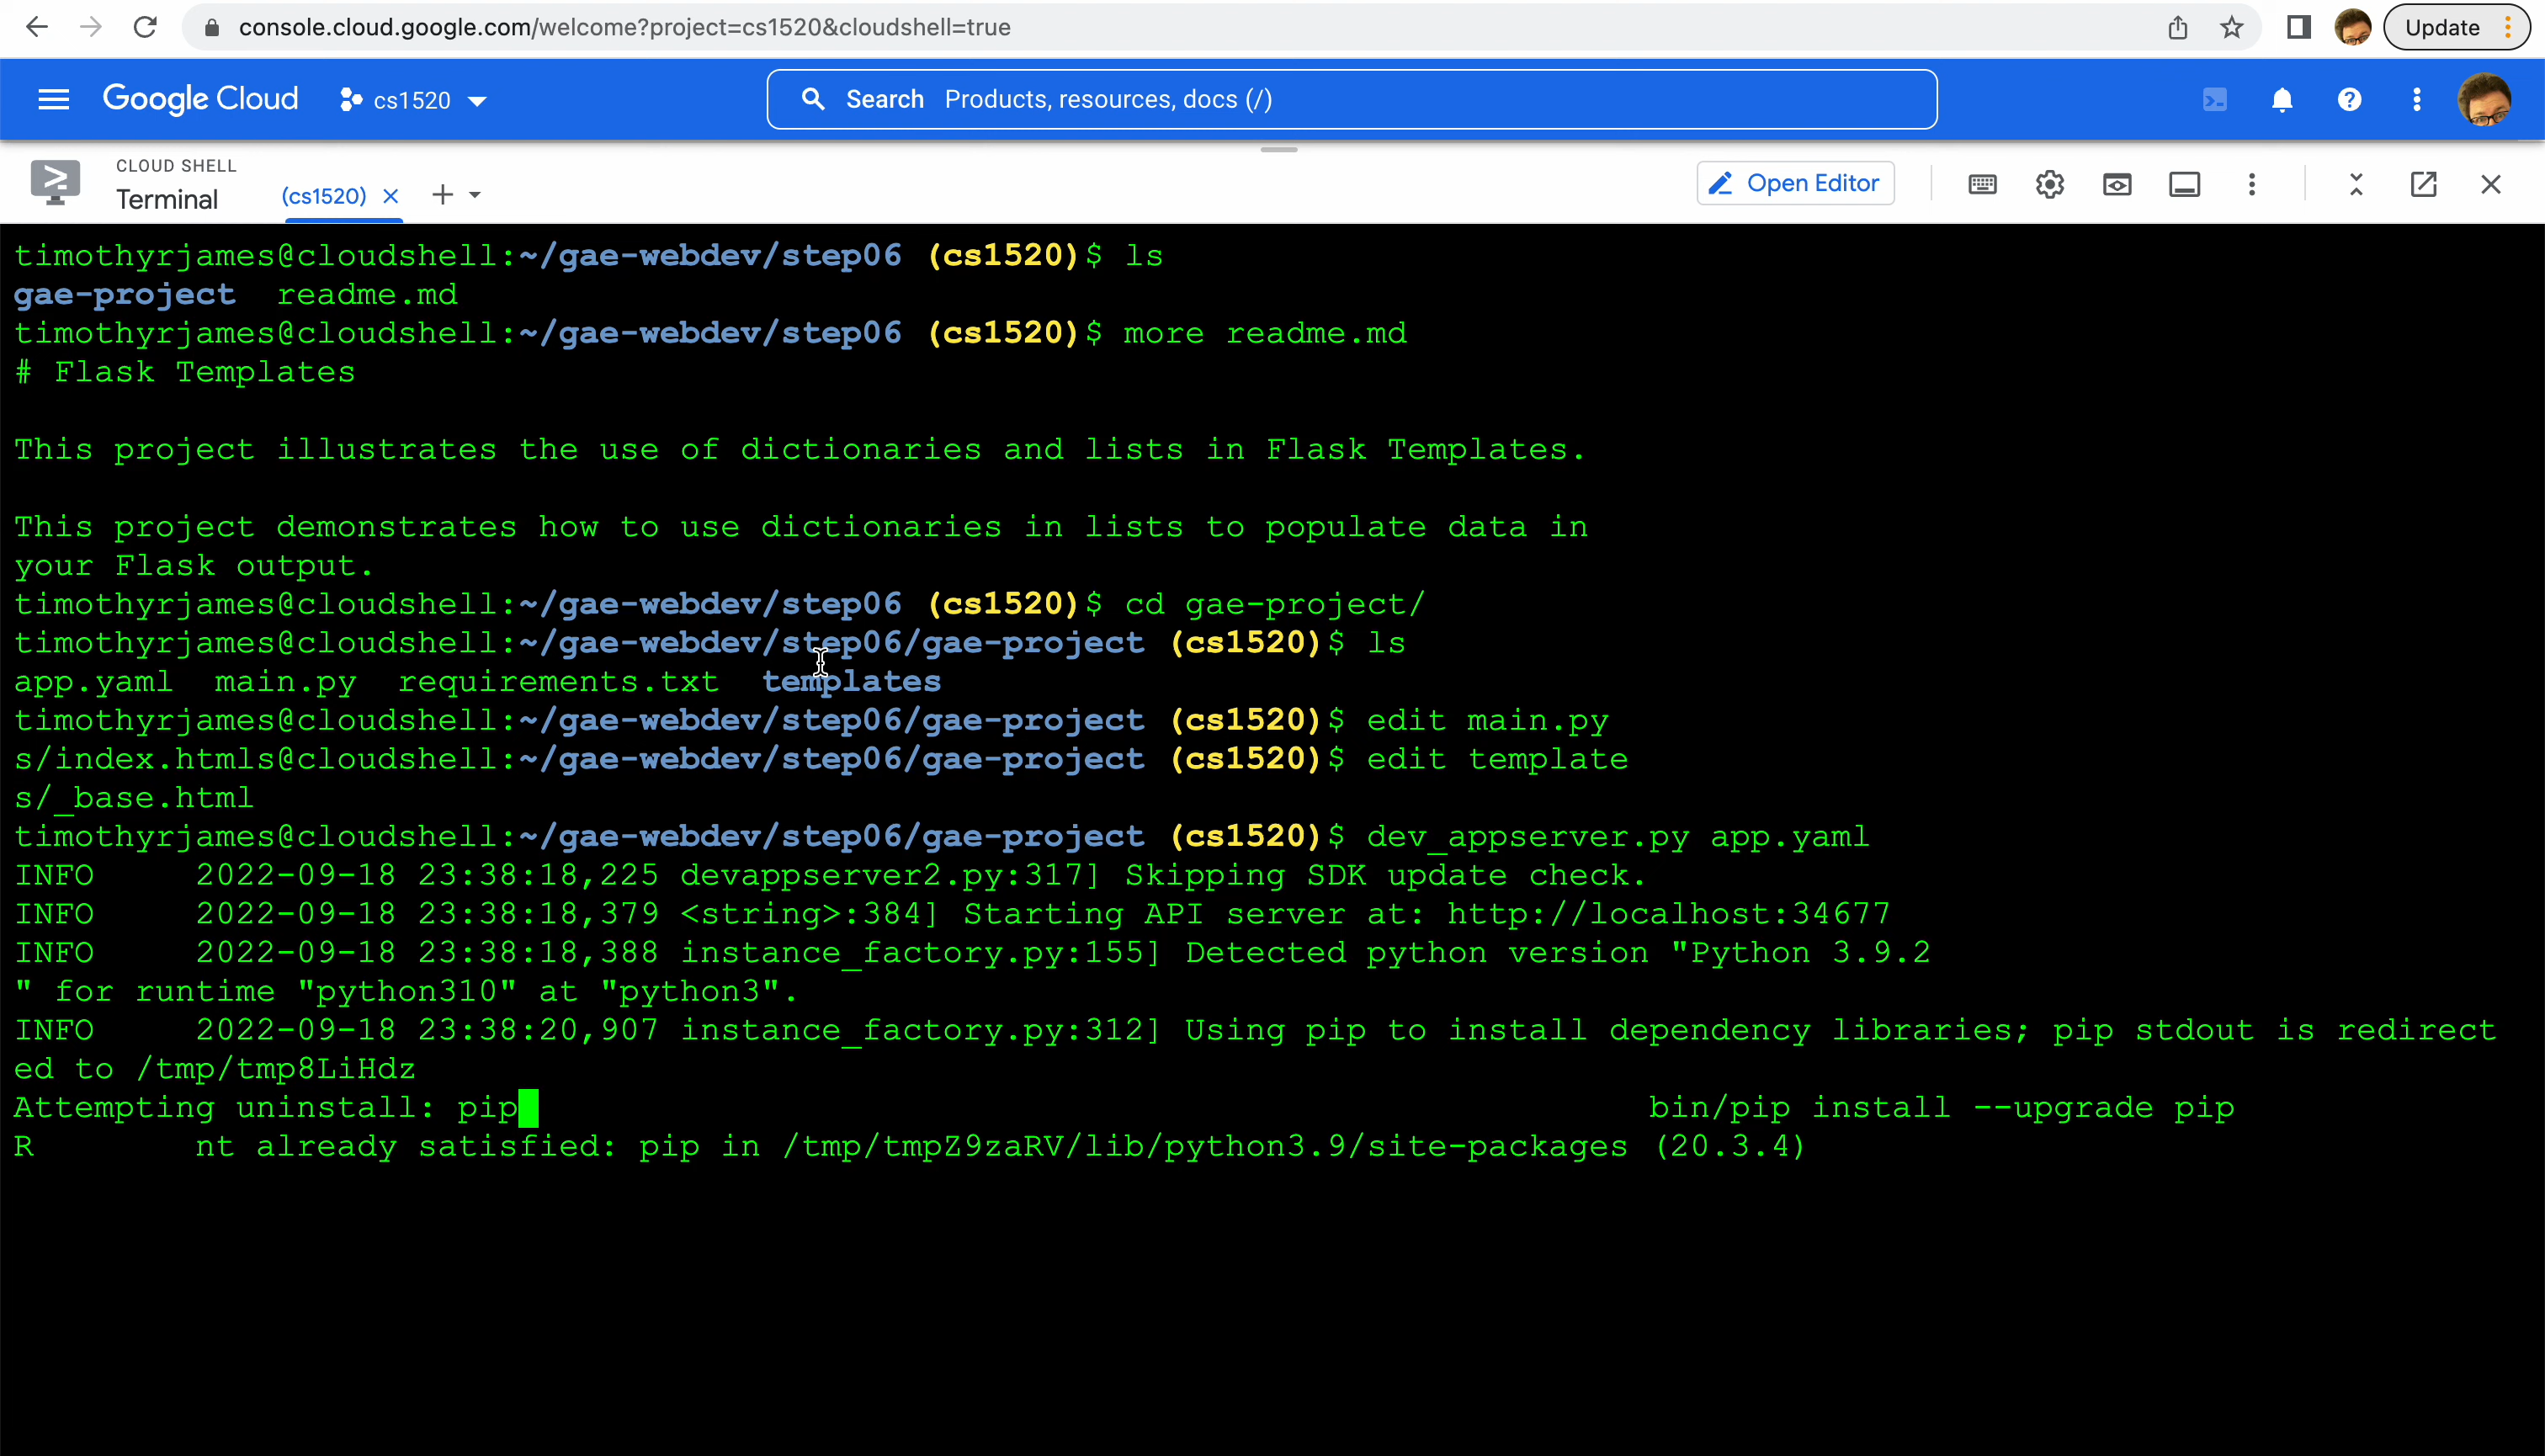 console.cloud.google.com/welcome?project=cs1520&cloudshell=true
Update
Google Cloud
cs1520
Search Products, resources, docs (/)
CLOUD SHELL
Terminal
(cs1520)
Open Editor
timothyrjames@cloudshell:~/gae-webdev/step06 (cs1520)$ ls
gae-project readme.md
timothyrjames@cloudshell:~/gae-webdev/step06 (cs1520)$ more readme.md
# Flask Templates
This project illustrates the use of dictionaries and lists in Flask Templates.
This project demonstrates how to use dictionaries in lists to populate data in
your Flask output.
timothyrjames@cloudshell:~/gae-webdev/step06 (cs1520)$ cd gae-project/
timothyrjames@cloudshell:~/gae-webdev/step06/gae-project (cs1520)$ ls
app.yaml main.py requirements.txt templates
timothyrjames@cloudshell:~/gae-webdev/step06/gae-project (cs1520)$ edit main.py
s/index.htmls@cloudshell:~/gae-webdev/step06/gae-project (cs1520)$ edit template
s/_base.html
timothyrjames@cloudshell:~/gae-webdev/step06/gae-project (cs1520)$ dev_appserver.py app.yaml
INFO 2022-09-18 23:38:18,225 devappserver2.py:317] Skipping SDK update check.
INFO 2022-09-18 23:38:18,379 <string>:384] Starting API server at: http://localhost:34677
INFO 2022-09-18 23:38:18,388 instance_factory.py:155] Detected python version "Python 3.9.2
" for runtime "python310" at "python3".
INFO 2022-09-18 23:38:20,907 instance_factory.py:312] Using pip to install dependency libraries; pip stdout is redirect
ed to /tmp/tmp8LiHdz
Attempting uninstall: pip bin/pip install --upgrade pip
R nt already satisfied: pip in /tmp/tmpZ9zaRV/lib/python3.9/site-packages (20.3.4)